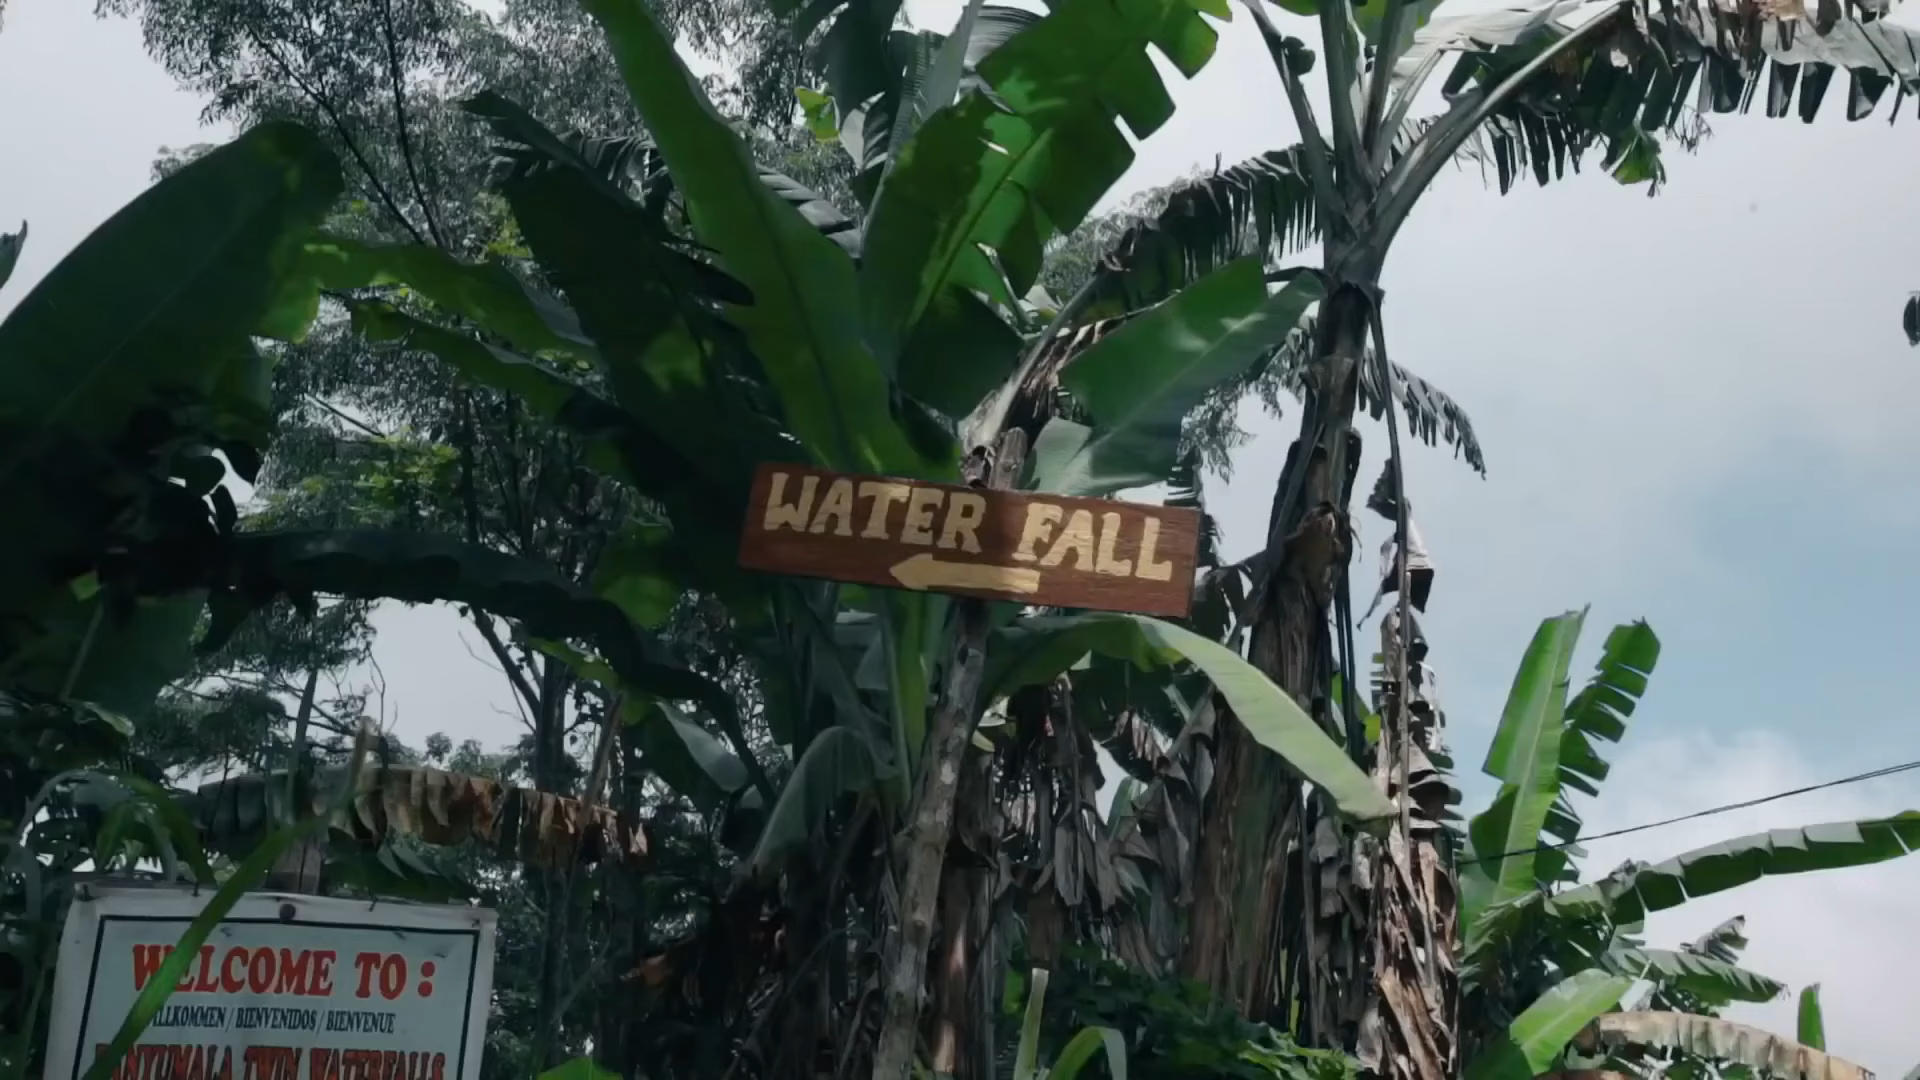 WATER FALL
WELCOME TO :
/ BIENVENIDOS / BIENVENUE
TWIN WATERFALLS